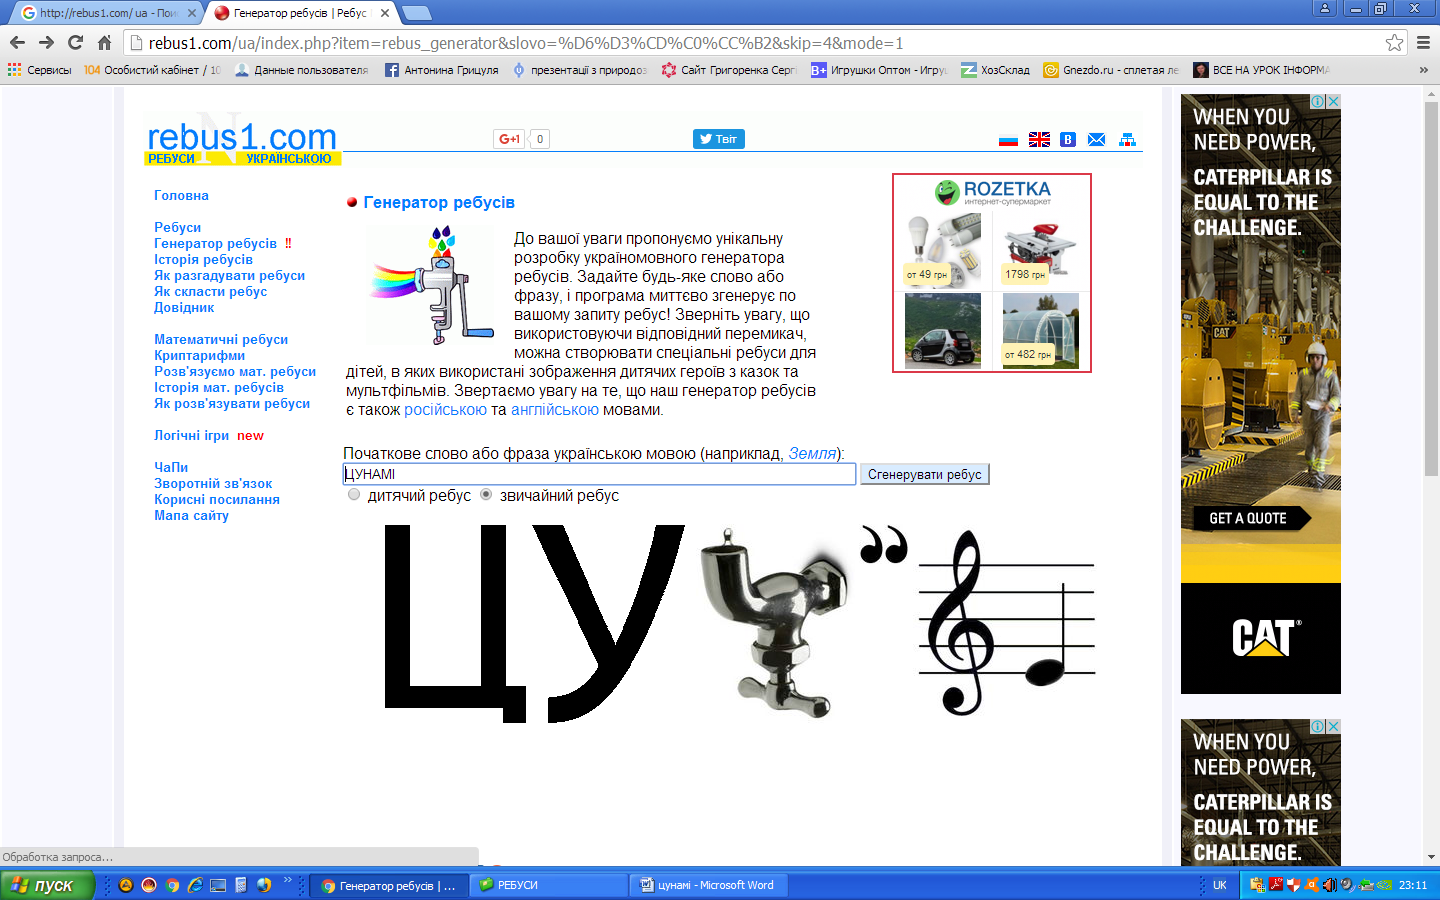 http://rebus1.com/ ua - Пои
Генератор ребусів | Ребус
rebus1.com/ua/index.php?item=rebus_generator&slovo=%D6%D3%CD%C0%CC%B2&skip=4&mode=1
Сервисы
104 Особистий кабінет / 10
Данные пользователя
Антонина Грицуля
презентації з природоз
Сайт Григоренка Серг
B+ Игрушки Оптом - Игру
ХозСклад
Gnezdo.ru - сплетая ле
ВСЕ НА УРОК ІНФОРМА
»
rebus1.com
РЕБУСИ УКРАЇНСЬКОЮ
G+1 0
Твіт
B
Головна
Ребуси
Генератор ребусів !!
Історія ребусів
Як разгадувати ребуси
Як скласти ребус
Довідник
Математичні ребуси
Криптарифми
Розв'язуємо мат. ребуси
Історія мат. ребусів
Як розв'язувати ребуси
Логічні ігри new
ЧаПи
Зворотній зв'язок
Корисні посилання
Мапа сайту
Генератор ребусів
До вашої уваги пропонуємо унікальну
розробку україномовного генератора
ребусів. Задайте будь-яке слово або
фразу, і програма миттєво згенерує по
вашому запиту ребус! Зверніть увагу, що
використовуючи відповідний перемикач,
можна створювати спеціальні ребуси для
дітей, в яких використані зображення дитячих героїв з казок та
мультфільмів. Звертаємо увагу на те, що наш генератор ребусів
є також російською та англійською мовами.
Початкове слово або фраза українською мовою (наприклад, Земля):
ЦУНАМІ
Сгенерувати ребус
дитячий ребус звичайний ребус
ЦУ
,,
ROZETKA
интернет-супермаркет
от 49 грн
1798 грн
от 482 грн
WHEN YOU
NEED POWER,
CATERPILLAR IS
EQUAL TO THE
CHALLENGE.
CAT
CAT
GET A QUOTE
CAT®
WHEN YOU
NEED POWER,
CATERPILLAR IS
EQUAL TO THE
CHALLENGE.
Обработка запроса...
пуск
»
Генератор ребусів | ...
РЕБУСИ
цунамі - Microsoft Word
UK
23:11